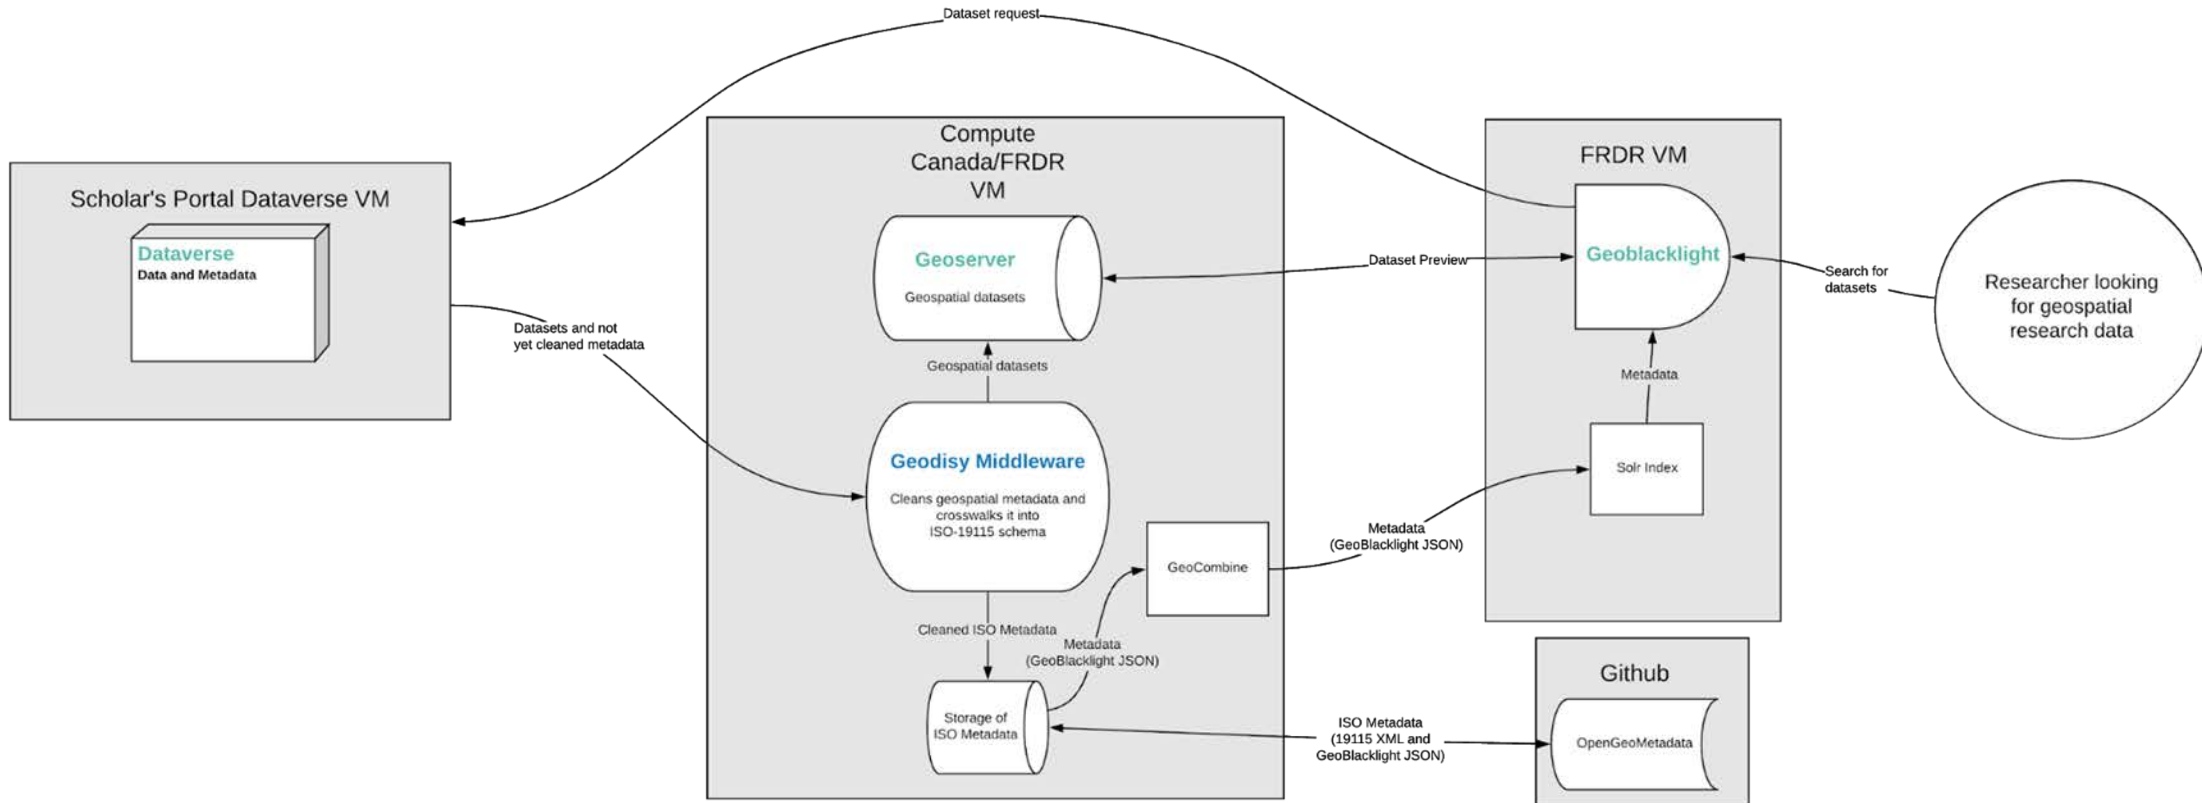 Dataset request
Scholar's Portal Dataverse VM
Dataverse
Data and Metadata
Datasets and not
yet cleaned metadata
Compute
Canada/FRDR
VM
Geoserver
Geospatial datasets
Geospatial datasets
Geodisy Middleware
Cleans geospatial metadata and
crosswalks it into
ISO-19115 schema
Cleaned ISO Metadata
Metadata
(GeoBlacklight JSON)
GeoCombine
Storage of
ISO Metadata
Dataset Preview
Metadata
(GeoBlacklight JSON)
ISO Metadata
(19115 XML and
GeoBlacklight JSON)
FRDR VM
Geoblacklight
Metadata
Solr Index
Github
OpenGeoMetadata
Search for
datasets
Researcher looking
for geospatial
research data